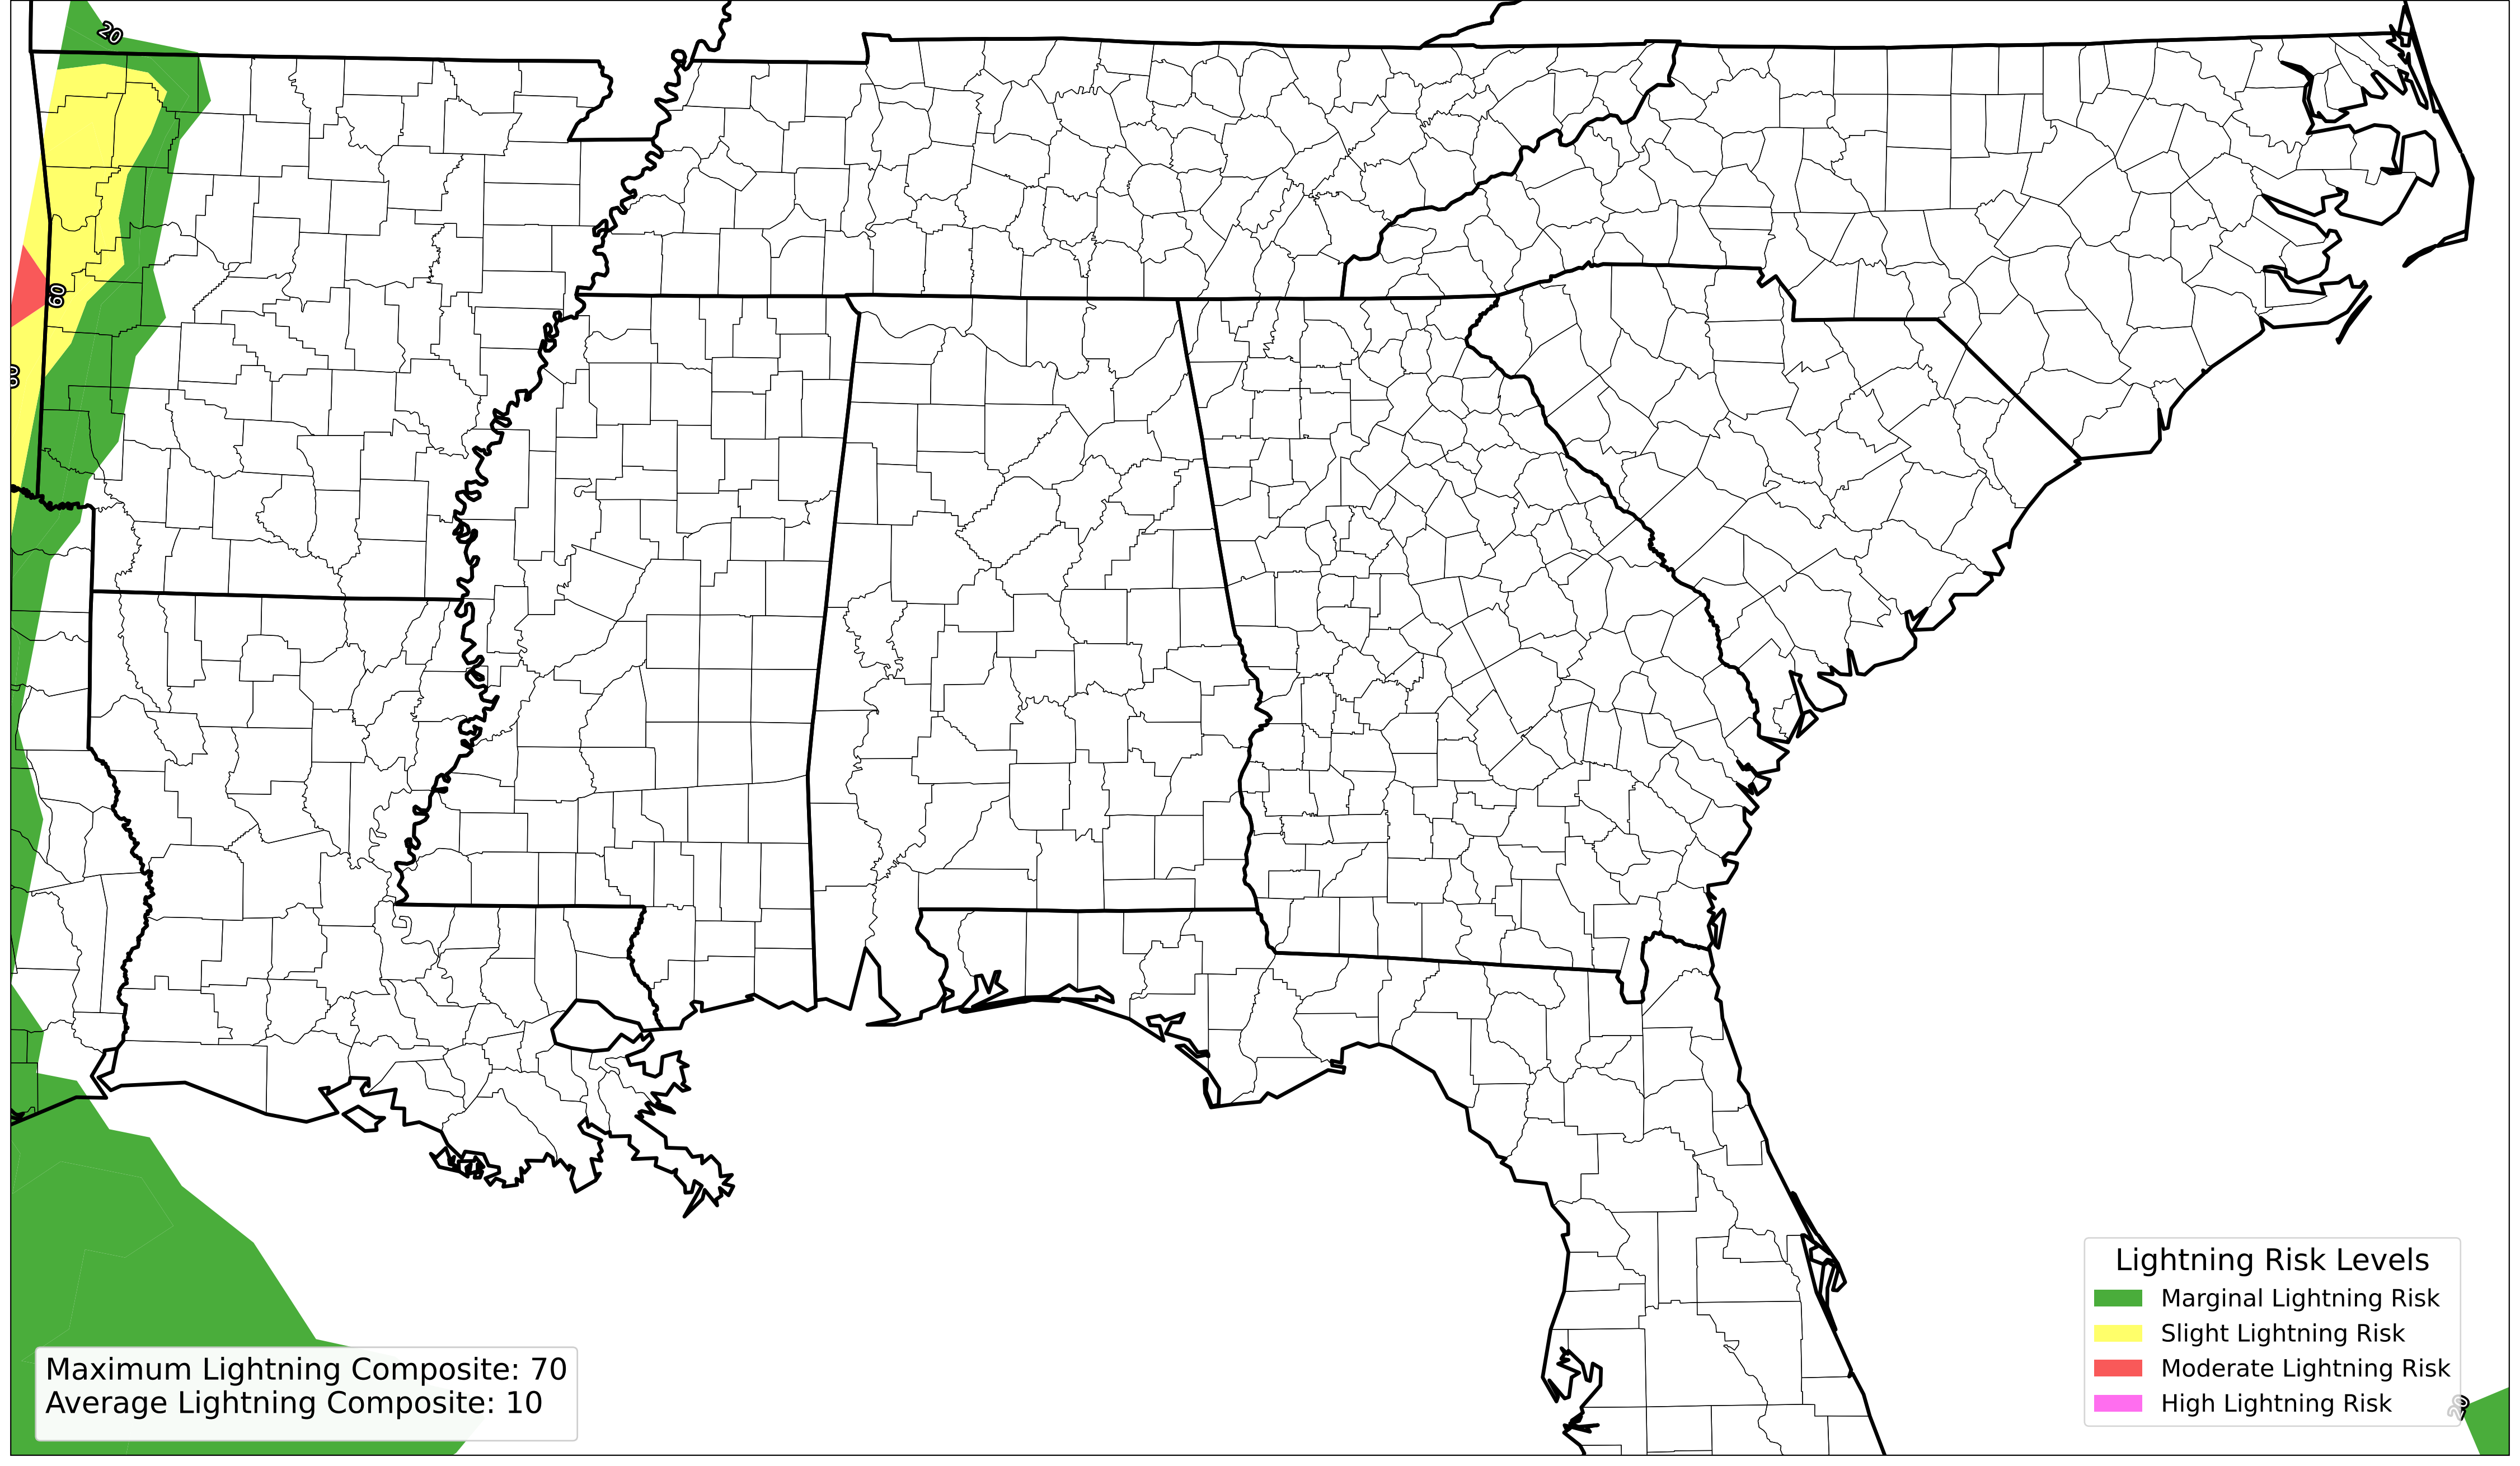 20
60
Maximum Lightning Composite: 70
Average Lightning Composite: 10
Lightning Risk Levels
Marginal Lightning Risk
Slight Lightning Risk
Moderate Lightning Risk
High Lightning Risk
20